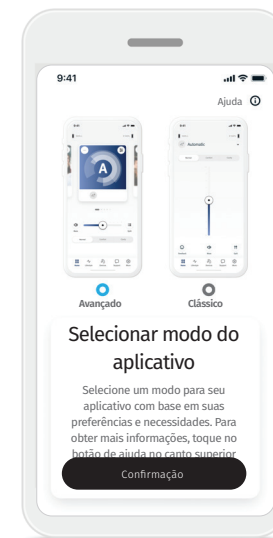 9:41
Ajuda
A
Automatic
Avançado
Clássico
Selecionar modo do
aplicativo
Selecione um modo para seu
aplicativo com base em suas
preferências e necessidades. Para
obter mais informações, toque no
botão de ajuda no canto superior
Confirmação